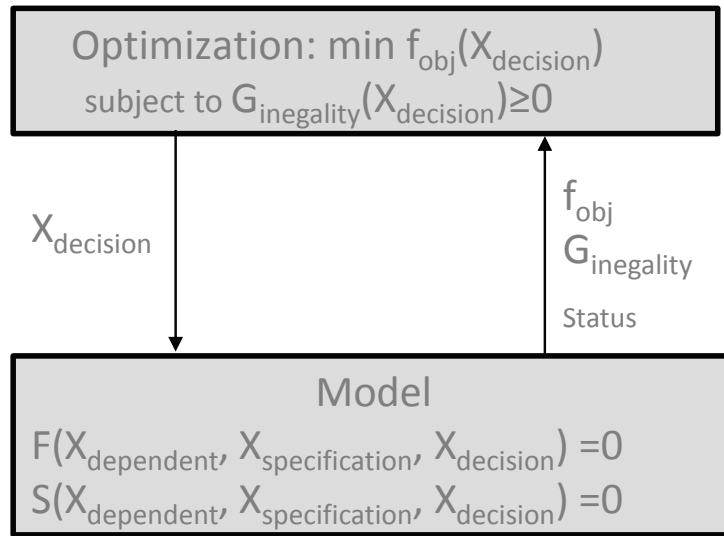 Optimization: min f_obj(X_decision)
subject to G_inegality(X_decision)≥0
X_decision
f_obj
G_inegality
Status
Model
F(X_dependent, X_specification, X_decision) =0
S(X_dependent, X_specification, X_decision) =0